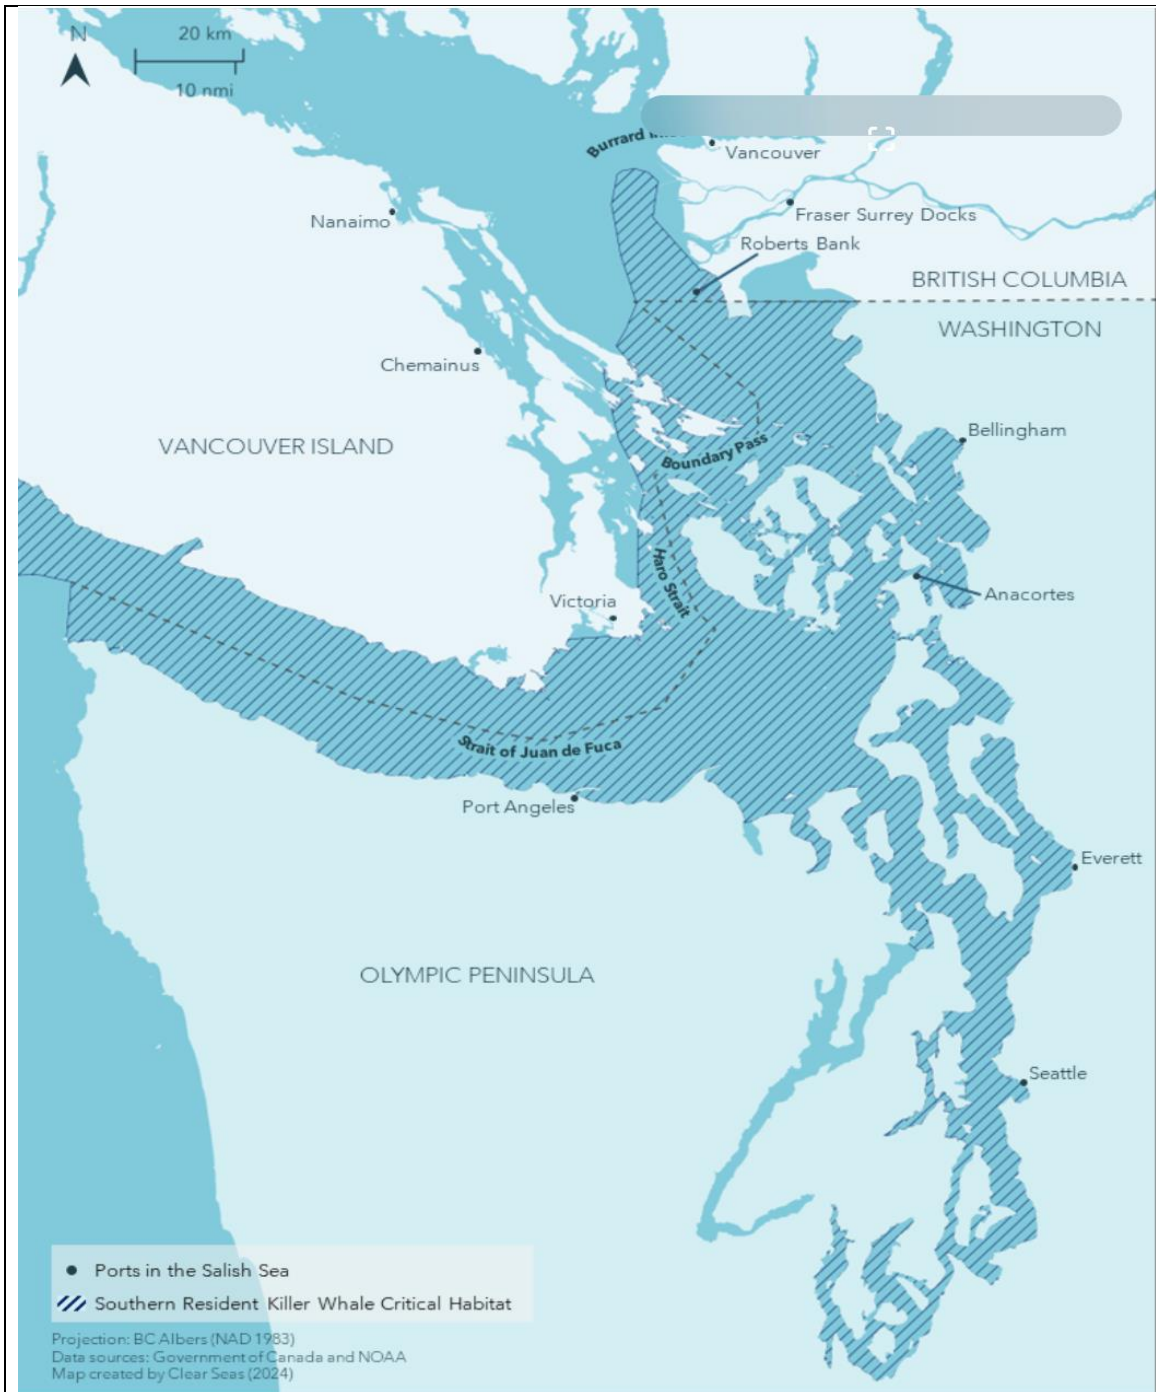 N
20 km
10 nmi
Burrard
Vancouver
Nanaimo
Fraser Surrey Docks
Roberts Bank
BRITISH COLUMBIA
WASHINGTON
Chemainus
Bellingham
VANCOUVER ISLAND
Boundary Pass
Haro Strait
Victoria
Anacortes
Strait of Juan de Fuca
Port Angeles
Everett
OLYMPIC PENINSULA
Seattle
Ports in the Salish Sea
Southern Resident Killer Whale Critical Habitat
Projection: BC Albers (NAD 1983)
Data sources: Government of Canada and NOAA
Map created by Clear Seas (2024)